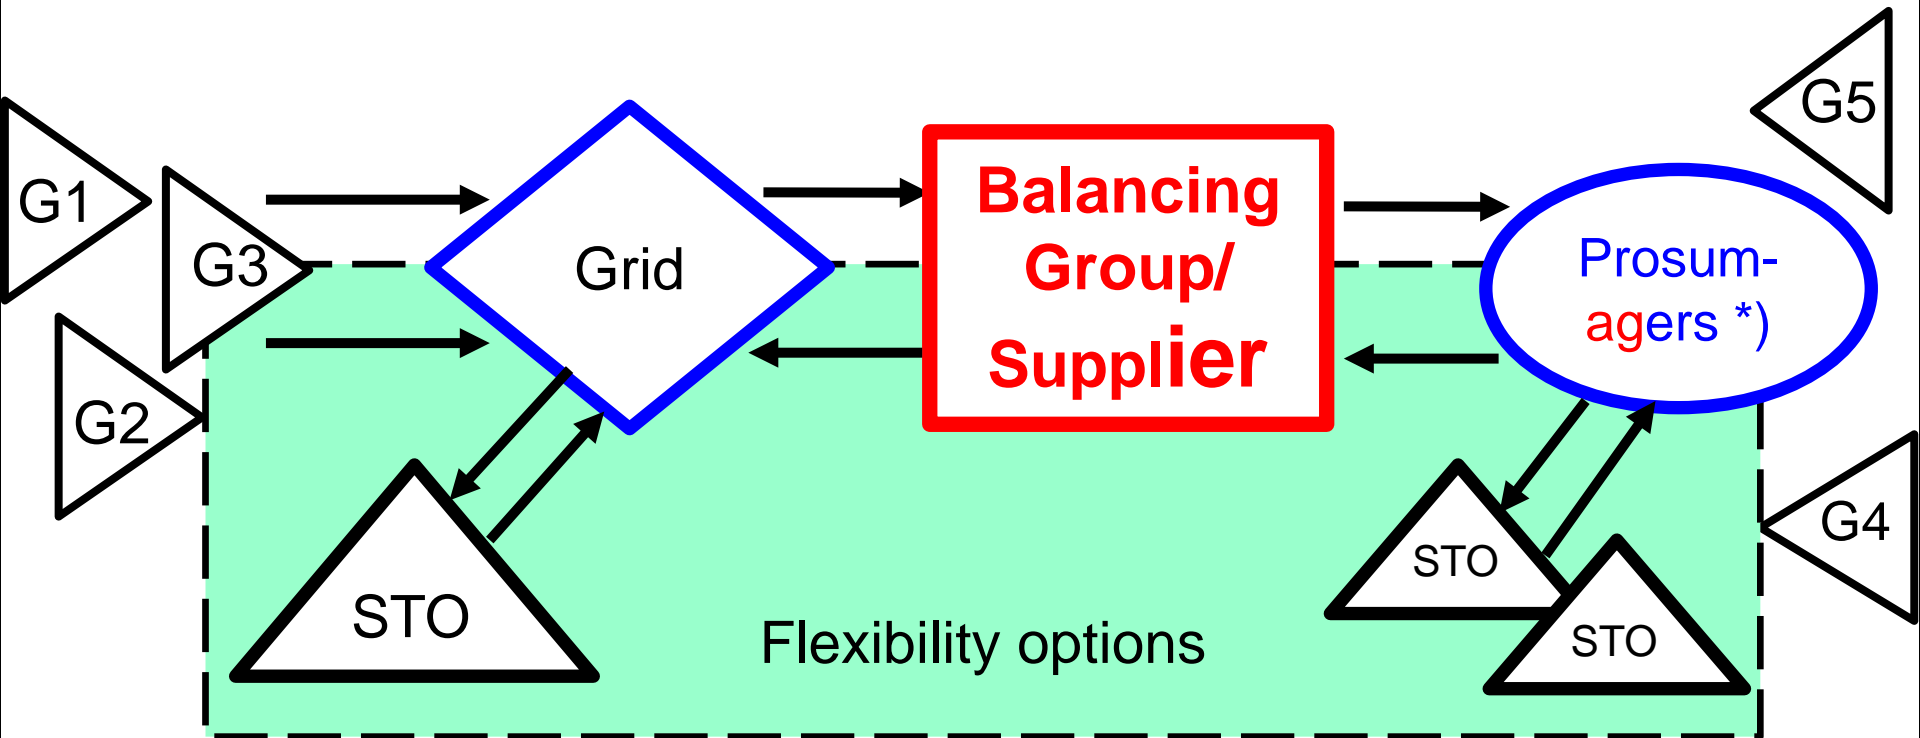 G1
G3
G2
Grid
Balancing
Group/
Supplier
Prosum-
agers *)
G5
G4
STO
Flexibility options
STO
STO